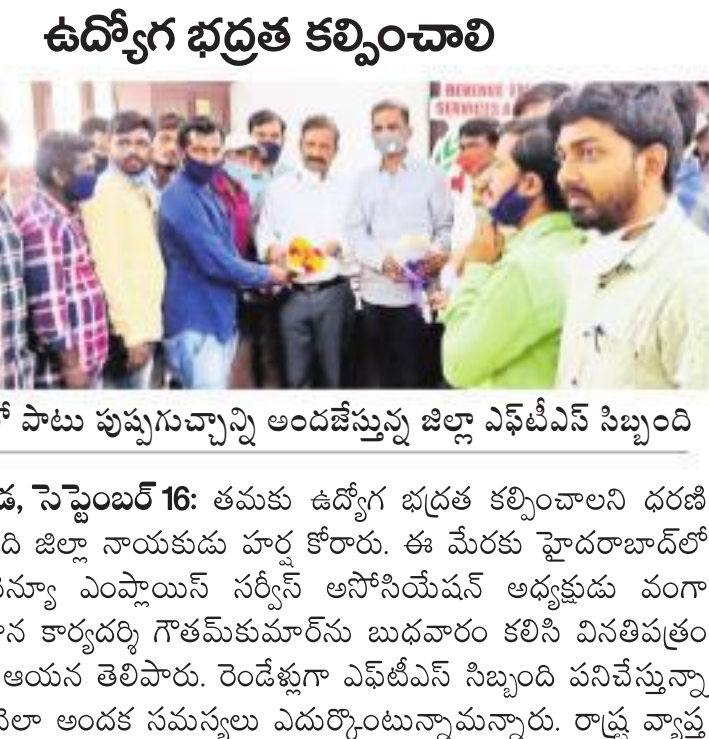 ఉద్యోగ భద్రత కల్పించాలి
REVENUE
SERVICES A
పాటు పుష్పగుచ్చాన్ని అందజేస్తున్న జిల్లా ఎఫ్‌టీఎస్ సిబ్బంది
సెప్టెంబర్ 16: తమకు ఉద్యోగ భద్రత కల్పించాలని ధరణి
జిల్లా నాయకుడు హర్ష కోరారు. ఈ మేరకు హైదరాబాద్‌లో
ఎంప్లాయిస్ సర్వీస్ అసోసియేషన్ అధ్యక్షుడు వంగా
కార్యదర్శి గౌతమ్‌కుమార్‌ను బుధవారం కలిసి వినతిపత్రం
ఆయన తెలిపారు. రెండేళ్లుగా ఎఫ్‌టీఎస్ సిబ్బంది పనిచేస్తున్నా
అందక సమస్యలు ఎదుర్కొంటున్నామన్నారు. రాష్ట్ర వ్యాప్త